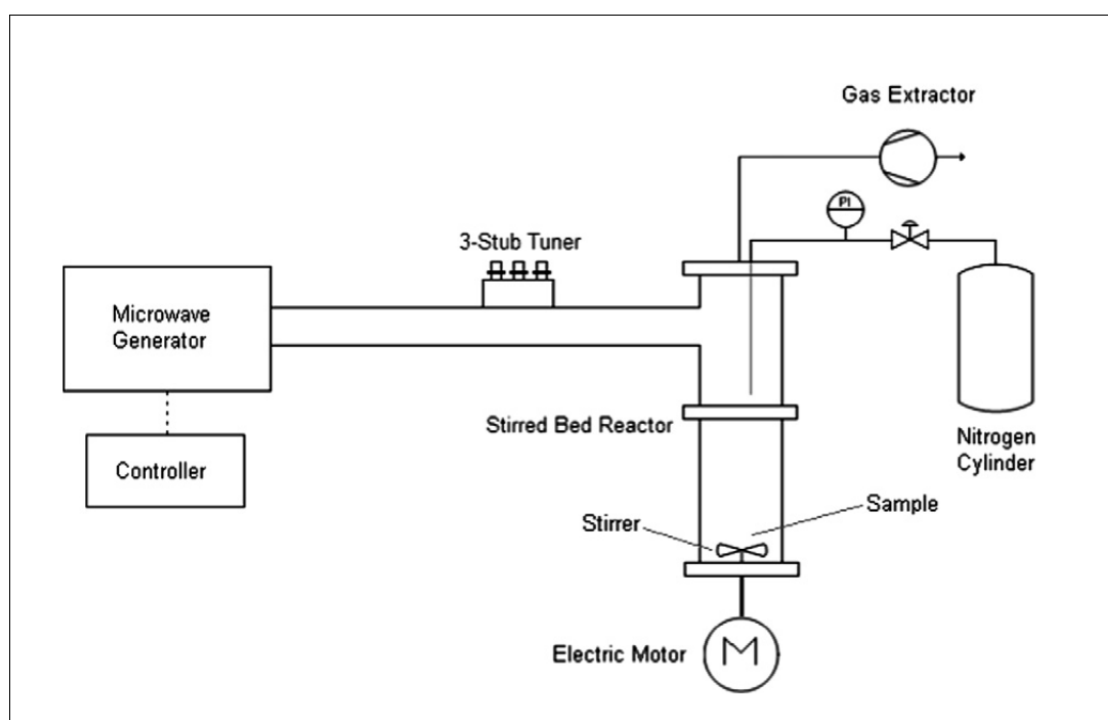 Gas Extractor
PI
3-Stub Tuner
Microwave
Generator
Stirred Bed Reactor
Nitrogen
Cylinder
Controller
Sample
Stirrer
Electric Motor
M